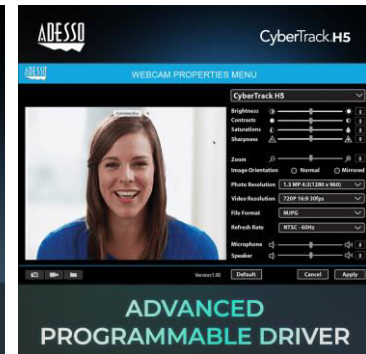 ADESSO
CyberTrack H5
ADESSO
WEBCAM PROPERTIES MENU
CyberTrack H5
Brightness
Contrasts
Saturations
Sharpness
Zoom
Image Orientation Normal Mirrored
Photo Resolution 1.3 MP 4:3(1280 x 960)
Video Resolution 720P 16:9 30fps
File Format MJPG
Refresh Rate NTSC - 60Hz
Microphone
Speaker
Version:1.00 Default Cancel Apply
ADVANCED
PROGRAMMABLE DRIVER